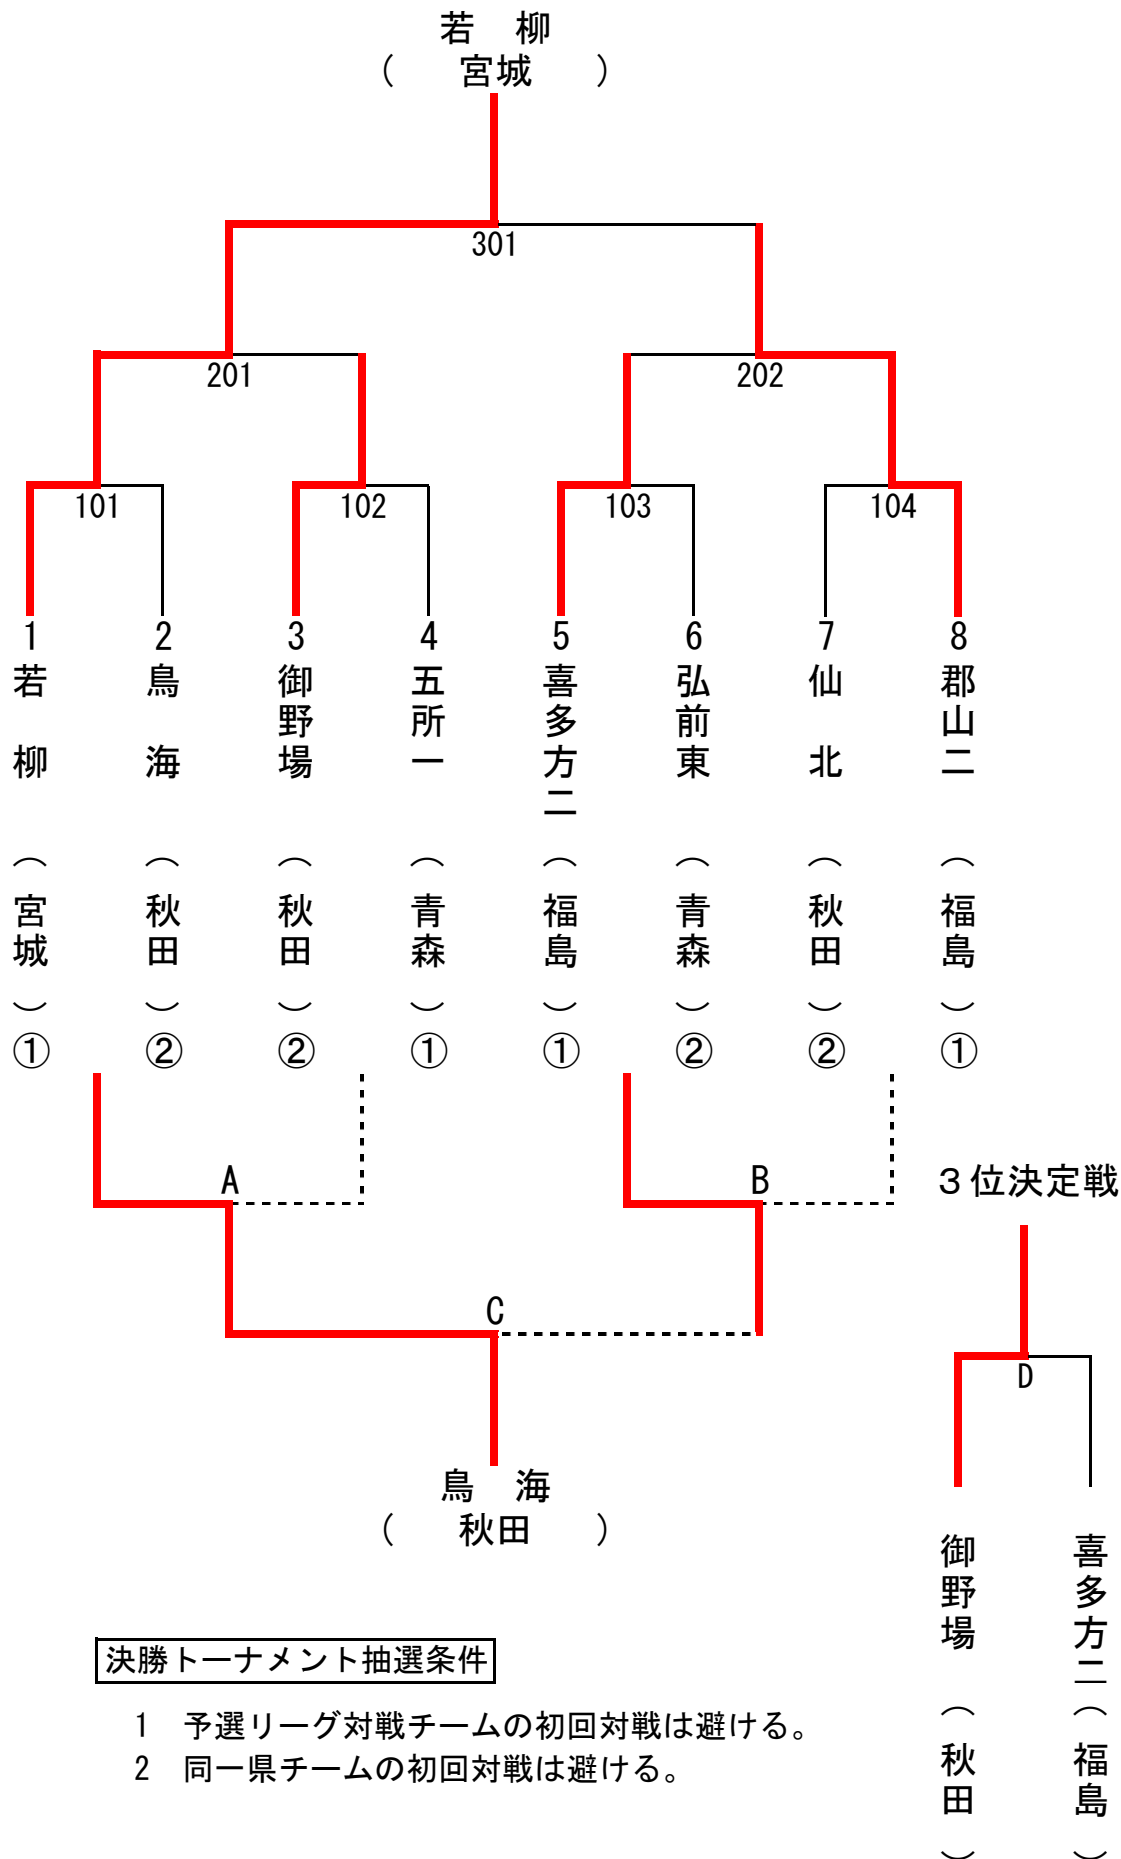 若　柳
（　宮城　）
301
201
202
101
102
103
104
1
2
3
4
5
6
7
8
若　柳　（宮城）①
鳥　海　（秋田）②
御野場　（秋田）②
五所一　（青森）①
喜多方二（福島）①
弘前東　（青森）②
仙　北　（秋田）②
郡山二　（福島）①
A
B
３位決定戦
C
D
鳥　海
（　秋田　）
御野場　（秋田）
喜多方二（福島）
決勝トーナメント抽選条件
1　予選リーグ対戦チームの初回対戦は避ける。
2　同一県チームの初回対戦は避ける。